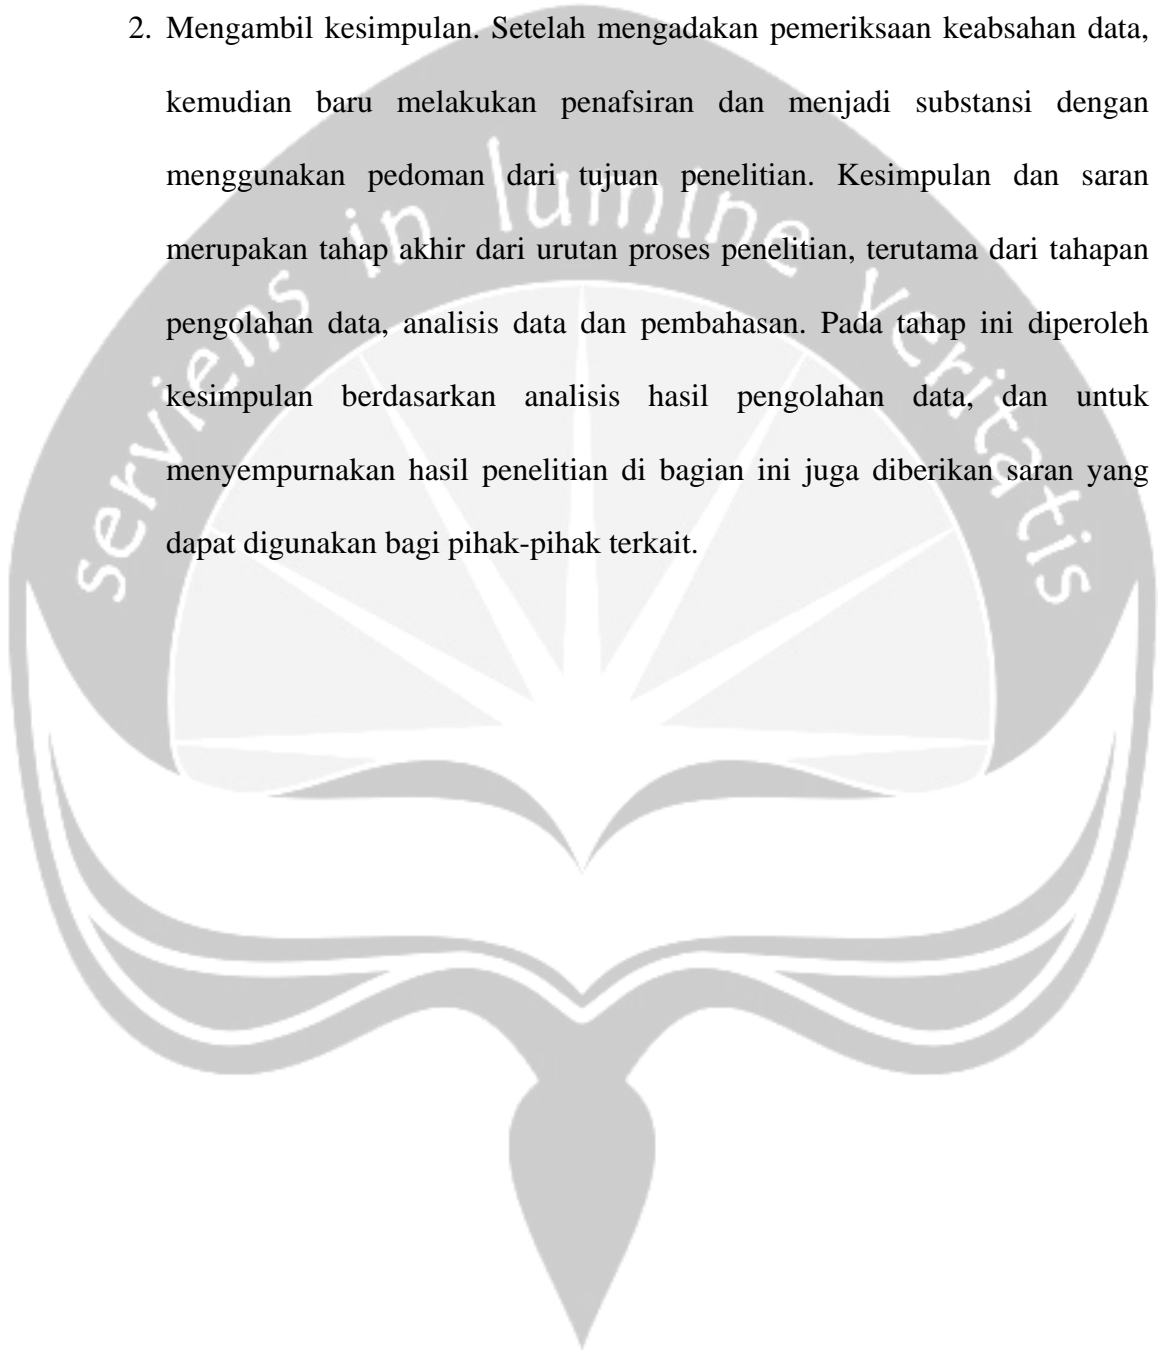 2. Mengambil kesimpulan. Setelah mengadakan pemeriksaan keabsahan data,
kemudian baru melakukan penafsiran dan menjadi substansi dengan
menggunakan pedoman dari tujuan penelitian. Kesimpulan dan saran
merupakan tahap akhir dari urutan proses penelitian, terutama dari tahapan
pengolahan data, analisis data dan pembahasan. Pada tahap ini diperoleh
kesimpulan berdasarkan analisis hasil pengolahan data, dan untuk
menyempurnakan hasil penelitian di bagian ini juga diberikan saran yang
dapat digunakan bagi pihak-pihak terkait.
serviens in lumine veritatis